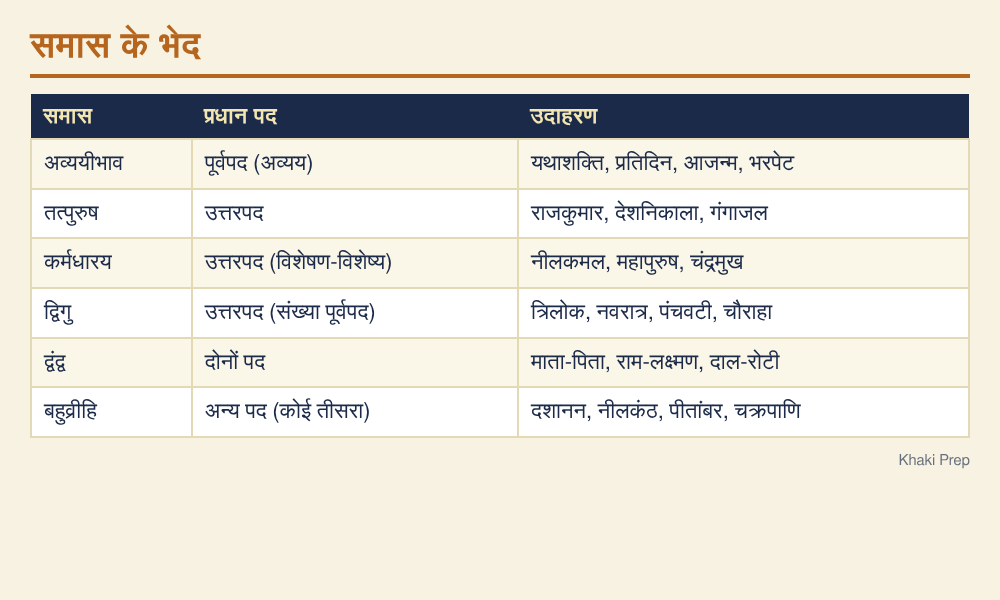 समास के भेद
समास प्रधान पद उदाहरण
अव्ययीभाव पूर्वपद (अव्यय) यथाशक्ति, प्रतिदिन, आजन्म, भरपेट
तत्पुरुष उत्तरपद राजकुमार, देशनिकाला, गंगाजल
कर्मधारय उत्तरपद (विशेषण-विशेष्य) नीलकमल, महापुरुष, चंद्रमुख
द्विगु उत्तरपद (संख्या पूर्वपद) त्रिलोक, नवरात्र, पंचवटी, चौराहा
द्वंद्व दोनों पद माता-पिता, राम-लक्ष्मण, दाल-रोटी
बहुव्रीहि अन्य पद (कोई तीसरा) दशानन, नीलकंठ, पीतांबर, चक्रपाणि
Khaki Prep